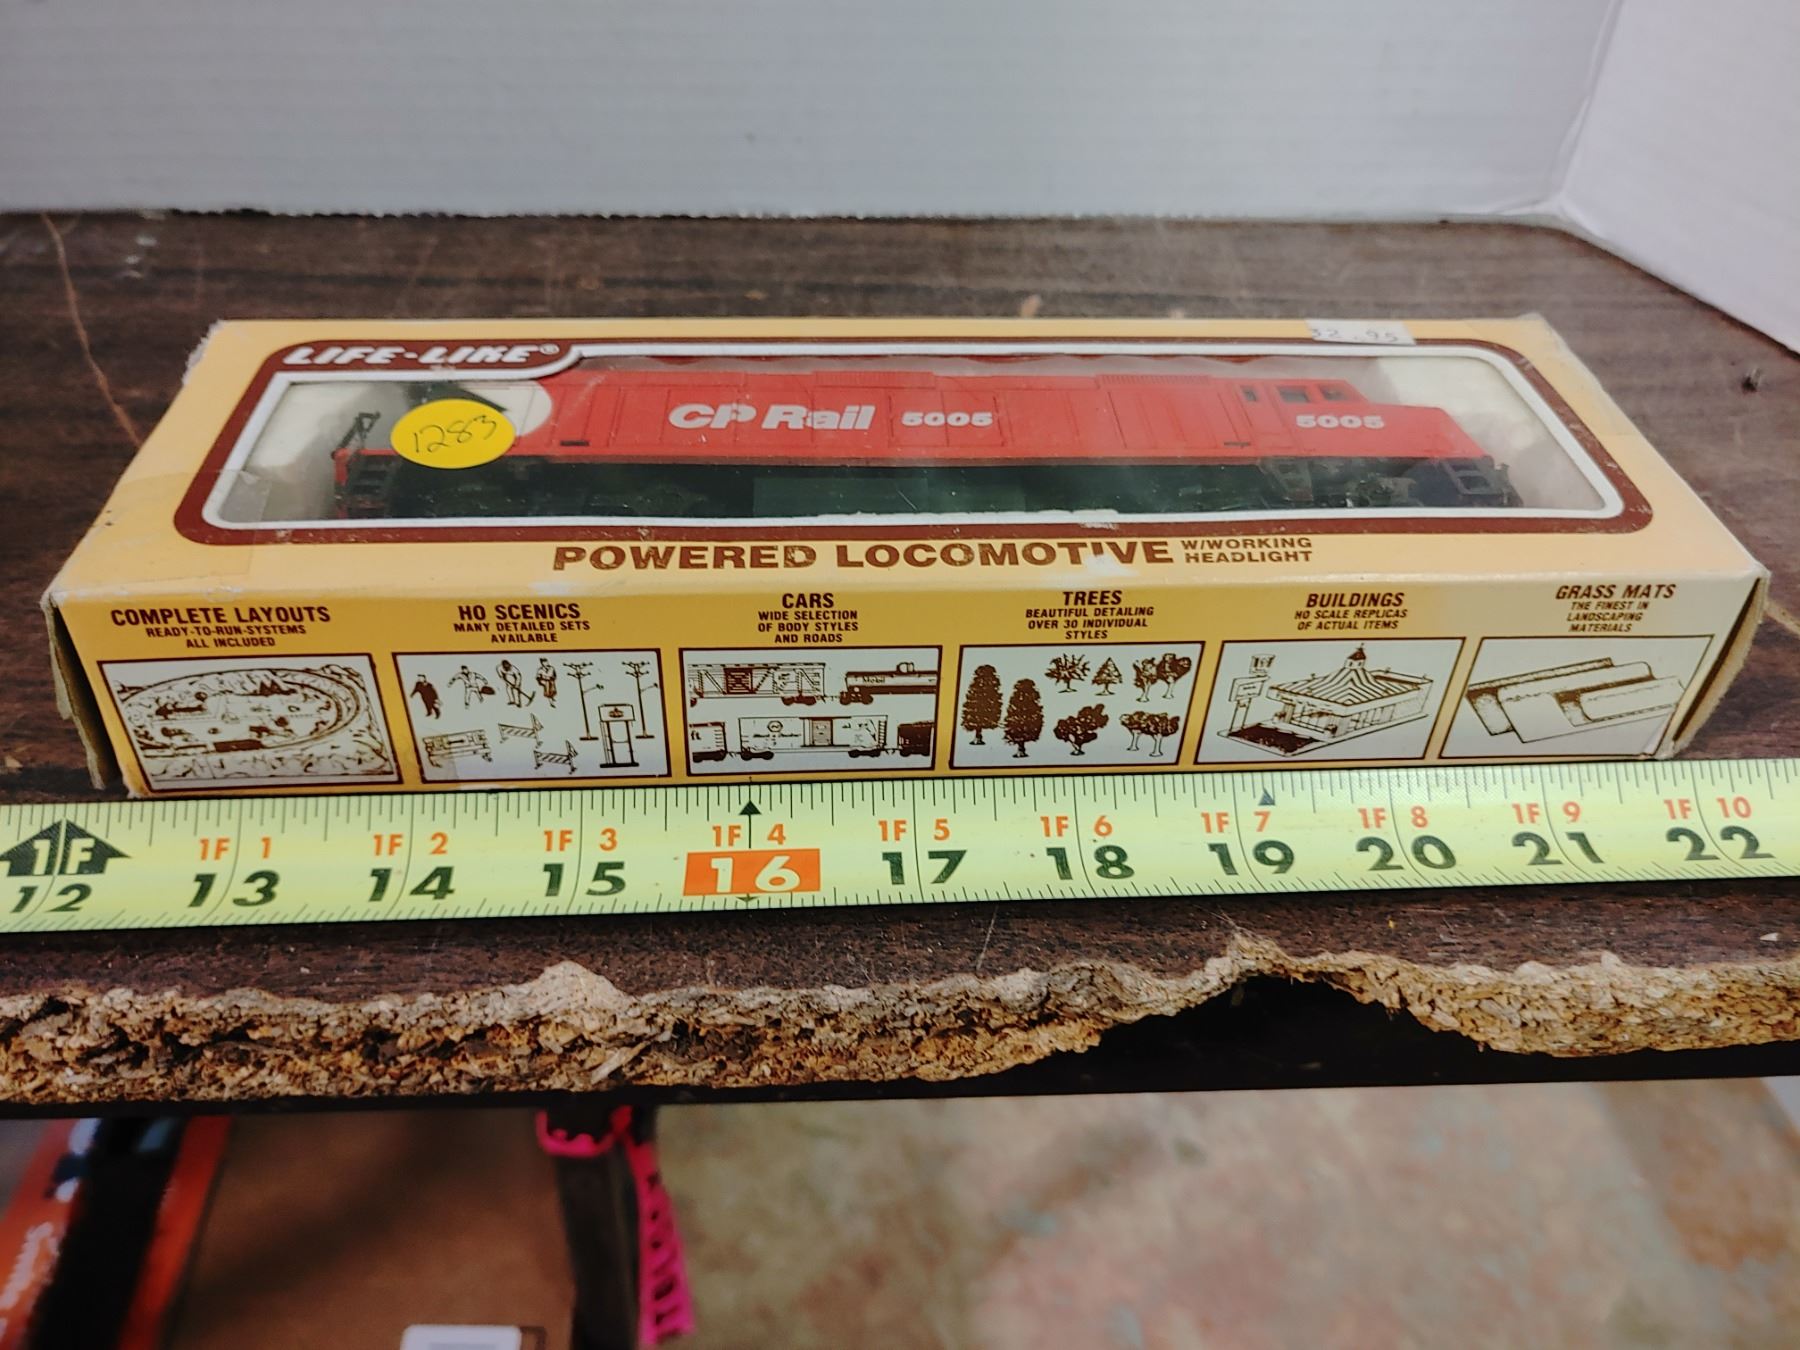 LIFE-LIKE®
32.95
1283
CP Rail 5005
5005
POWERED LOCOMOTIVE W/WORKING HEADLIGHT
COMPLETE LAYOUTS
READY-TO-RUN-SYSTEMS
ALL INCLUDED
HO SCENICS
MANY DETAILED SETS
AVAILABLE
CARS
WIDE SELECTION
OF BODY STYLES
AND ROADS
Mobil
TREES
BEAUTIFUL DETAILING
OVER 30 INDIVIDUAL
STYLES
BUILDINGS
HO SCALE REPLICAS
OF ACTUAL ITEMS
GRASS MATS
THE FINEST IN
LANDSCAPING
MATERIALS
1F 1F 1 1F 2 1F 3 1F 4 1F 5 1F 6 1F 7 1F 8 1F 9 1F 10
12 13 14 15 16 17 18 19 20 21 22